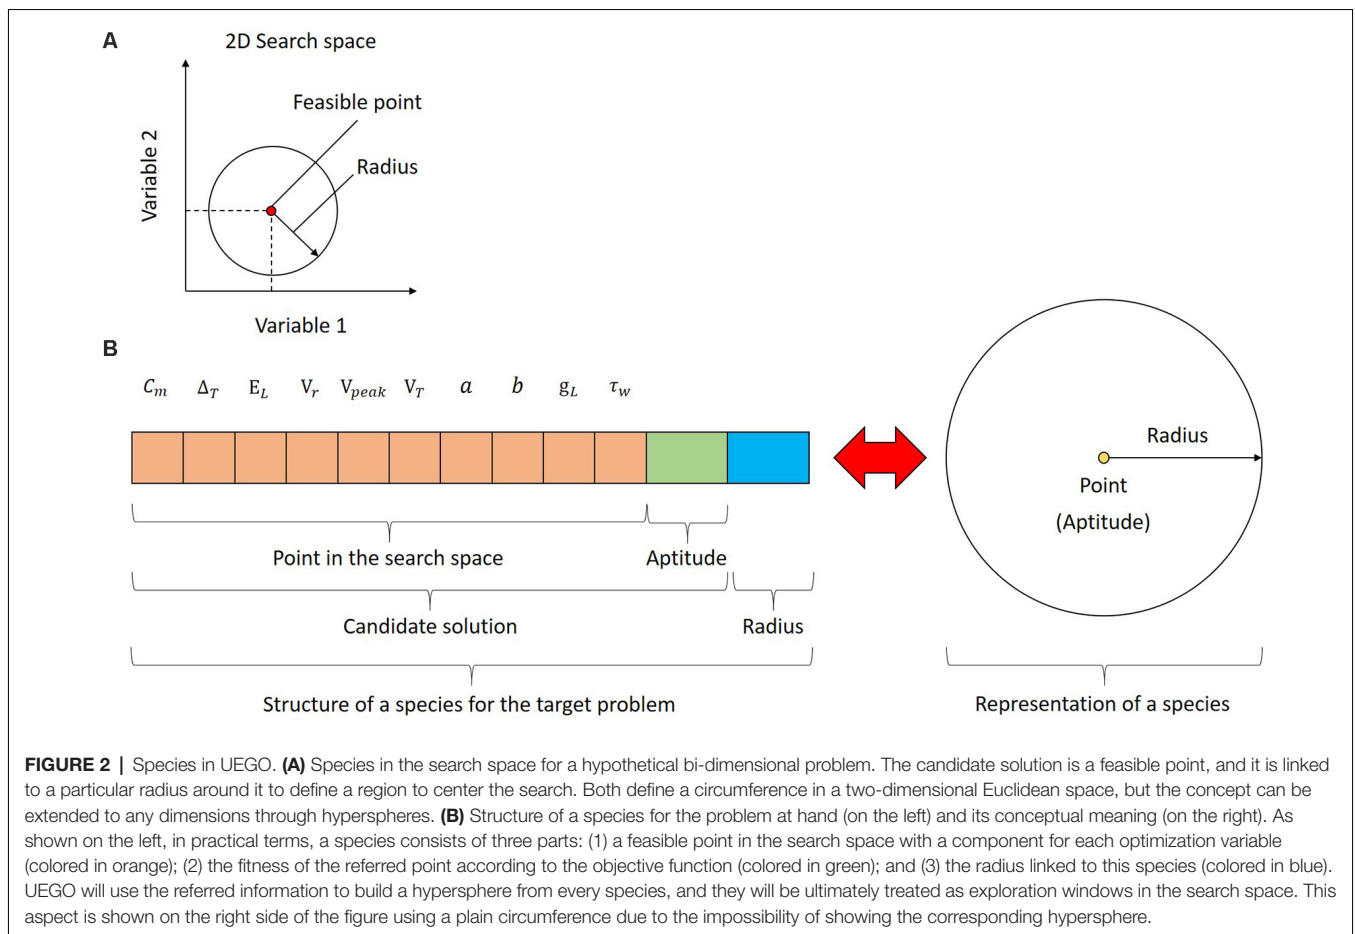 A
2D Search space
Feasible point
Radius
Variable 2
Variable 1
B
C_m Δ_T E_L V_r V_peak V_T a b g_L τ_w
Radius
Point
(Aptitude)
Point in the search space
Aptitude
Candidate solution
Radius
Structure of a species for the target problem
Representation of a species
FIGURE 2 | Species in UEGO. (A) Species in the search space for a hypothetical bi-dimensional problem. The candidate solution is a feasible point, and it is linked
to a particular radius around it to define a region to center the search. Both define a circumference in a two-dimensional Euclidean space, but the concept can be
extended to any dimensions through hyperspheres. (B) Structure of a species for the problem at hand (on the left) and its conceptual meaning (on the right). As
shown on the left, in practical terms, a species consists of three parts: (1) a feasible point in the search space with a component for each optimization variable
(colored in orange); (2) the fitness of the referred point according to the objective function (colored in green); and (3) the radius linked to this species (colored in blue).
UEGO will use the referred information to build a hypersphere from every species, and they will be ultimately treated as exploration windows in the search space. This
aspect is shown on the right side of the figure using a plain circumference due to the impossibility of showing the corresponding hypersphere.